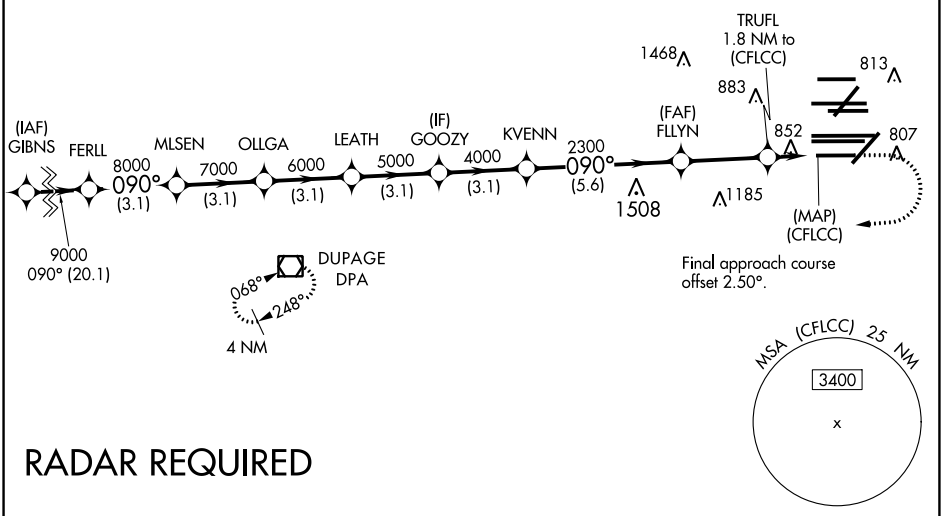 TRUFL
1.8 NM to
(CFLCC)
1468
813
883
(FAF)
FLLYN
852
807
(IAF)
GIBNS
FERLL
MLSEN
OLLGA
LEATH
(IF)
GOOZY
KVENN
8000
090°
(3.1)
7000
(3.1)
6000
(3.1)
5000
(3.1)
4000
(3.1)
2300
090°
(5.6)
1508
1185
(MAP)
(CFLCC)
9000
090° (20.1)
DUPAGE
DPA
068°
248°
4 NM
Final approach course
offset 2.50°.
MSA (CFLCC) 25 NM
3400
x
RADAR REQUIRED